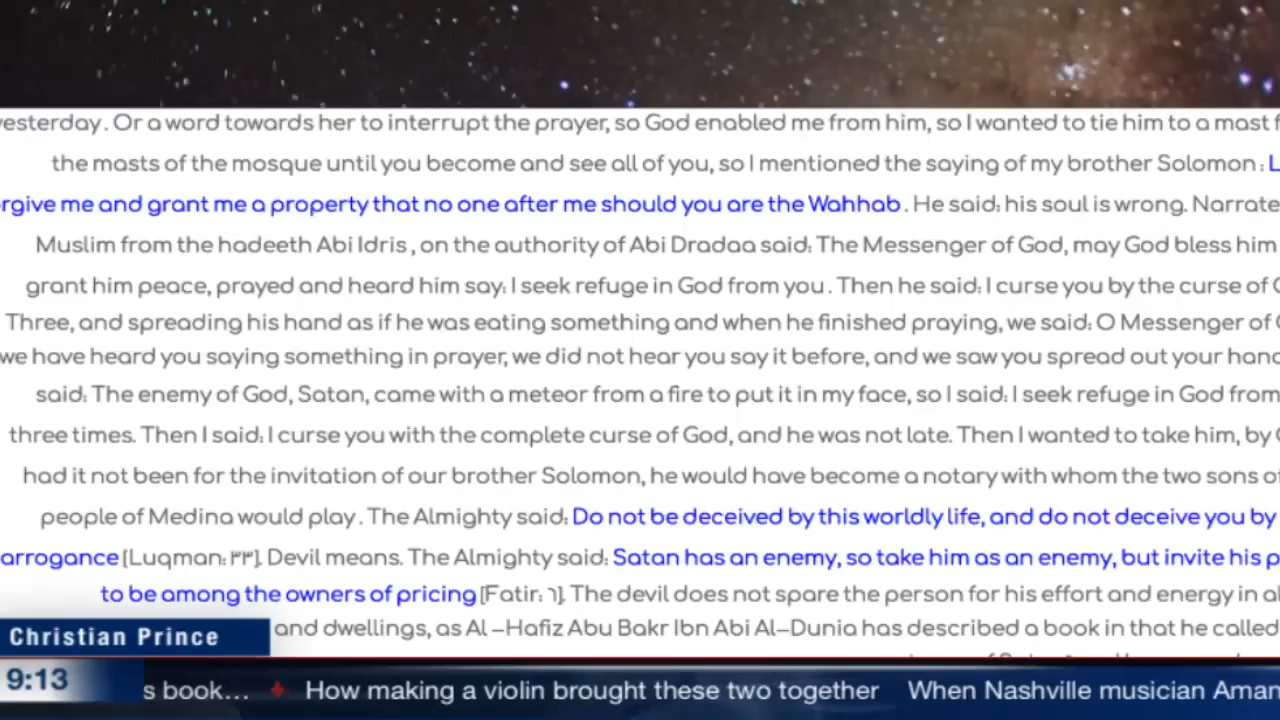 yesterday. Or a word towards her to interrupt the prayer, so God enabled me from him, so I wanted to tie him to a mast f
the masts of the mosque until you become and see all of you, so I mentioned the saying of my brother Solomon: L
rgive me and grant me a property that no one after me should you are the Wahhab. He said: his soul is wrong. Narrate
Muslim from the hadeeth Abi Idris, on the authority of Abi Dradaa said: The Messenger of God, may God bless him
grant him peace, prayed and heard him say: I seek refuge in God from you. Then he said: I curse you by the curse of G
Three, and spreading his hand as if he was eating something and when he finished praying, we said: O Messenger of G
we have heard you saying something in prayer, we did not hear you say it before, and we saw you spread out your hand
said: The enemy of God, Satan, came with a meteor from a fire to put it in my face, so I said: I seek refuge in God from
three times. Then I said: I curse you with the complete curse of God, and he was not late. Then I wanted to take him, by G
had it not been for the invitation of our brother Solomon, he would have become a notary with whom the two sons of
people of Medina would play. The Almighty said: Do not be deceived by this worldly life, and do not deceive you by
arrogance [Luqman: ٣٣]. Devil means. The Almighty said: Satan has an enemy, so take him as an enemy, but invite his p
to be among the owners of pricing [Fatir: ٦]. The devil does not spare the person for his effort and energy in al
and dwellings, as Al-Hafiz Abu Bakr Ibn Abi Al-Dunia has described a book in that he called
Christian Prince
9:13
s book... How making a violin brought these two together When Nashville musician Aman